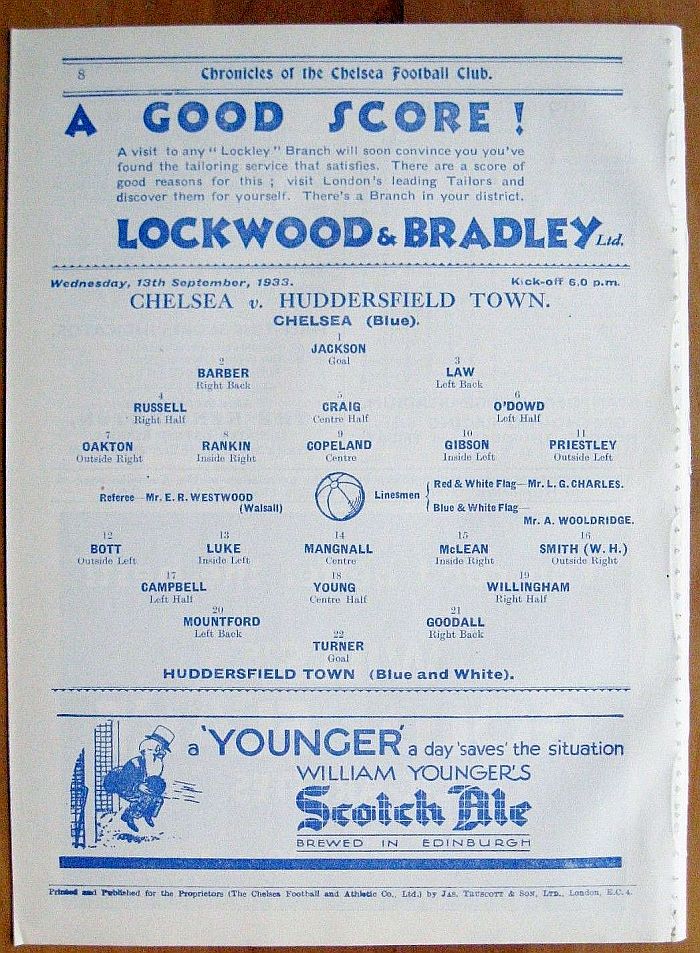 8 Chronicles of the Chelsea Football Club.
A GOOD SCORE!
A visit to any "Lockley" Branch will soon convince you you've
found the tailoring service that satisfies. There are a score of
good reasons for this; visit London's leading Tailors and
discover them for yourself. There's a Branch in your district.
LOCKWOOD & BRADLEY Ltd.
Wednesday, 13th September, 1933. Kick-off 6.0 p.m.
CHELSEA v. HUDDERSFIELD TOWN.
CHELSEA (Blue).
1
JACKSON
Goal
2 3
BARBER LAW
Right Back Left Back
4 5 6
RUSSELL CRAIG O'DOWD
Right Half Centre Half Left Half
7 8 9 10 11
OAKTON RANKIN COPELAND GIBSON PRIESTLEY
Outside Right Inside Right Centre Inside Left Outside Left
Referee—Mr. E. R. WESTWOOD
(Walsall)
Linesmen
Red & White Flag—Mr. L. G. CHARLES.
Blue & White Flag—
Mr. A. WOOLDRIDGE.
12 13 14 15 16
BOTT LUKE MANGNALL McLEAN SMITH (W. H.)
Outside Left Inside Left Centre Inside Right Outside Right
17 18 19
CAMPBELL YOUNG WILLINGHAM
Left Half Centre Half Right Half
20 21
MOUNTFORD GOODALL
Left Back Right Back
22
TURNER
Goal
HUDDERSFIELD TOWN (Blue and White).
a 'YOUNGER' a day 'saves' the situation
WILLIAM YOUNGER'S
Scotch Ale
BREWED IN EDINBURGH
Printed and Published for the Proprietors (The Chelsea Football and Athletic Co., Ltd.) by JAS. TRUSCOTT & SON, LTD., London, E.C.4.